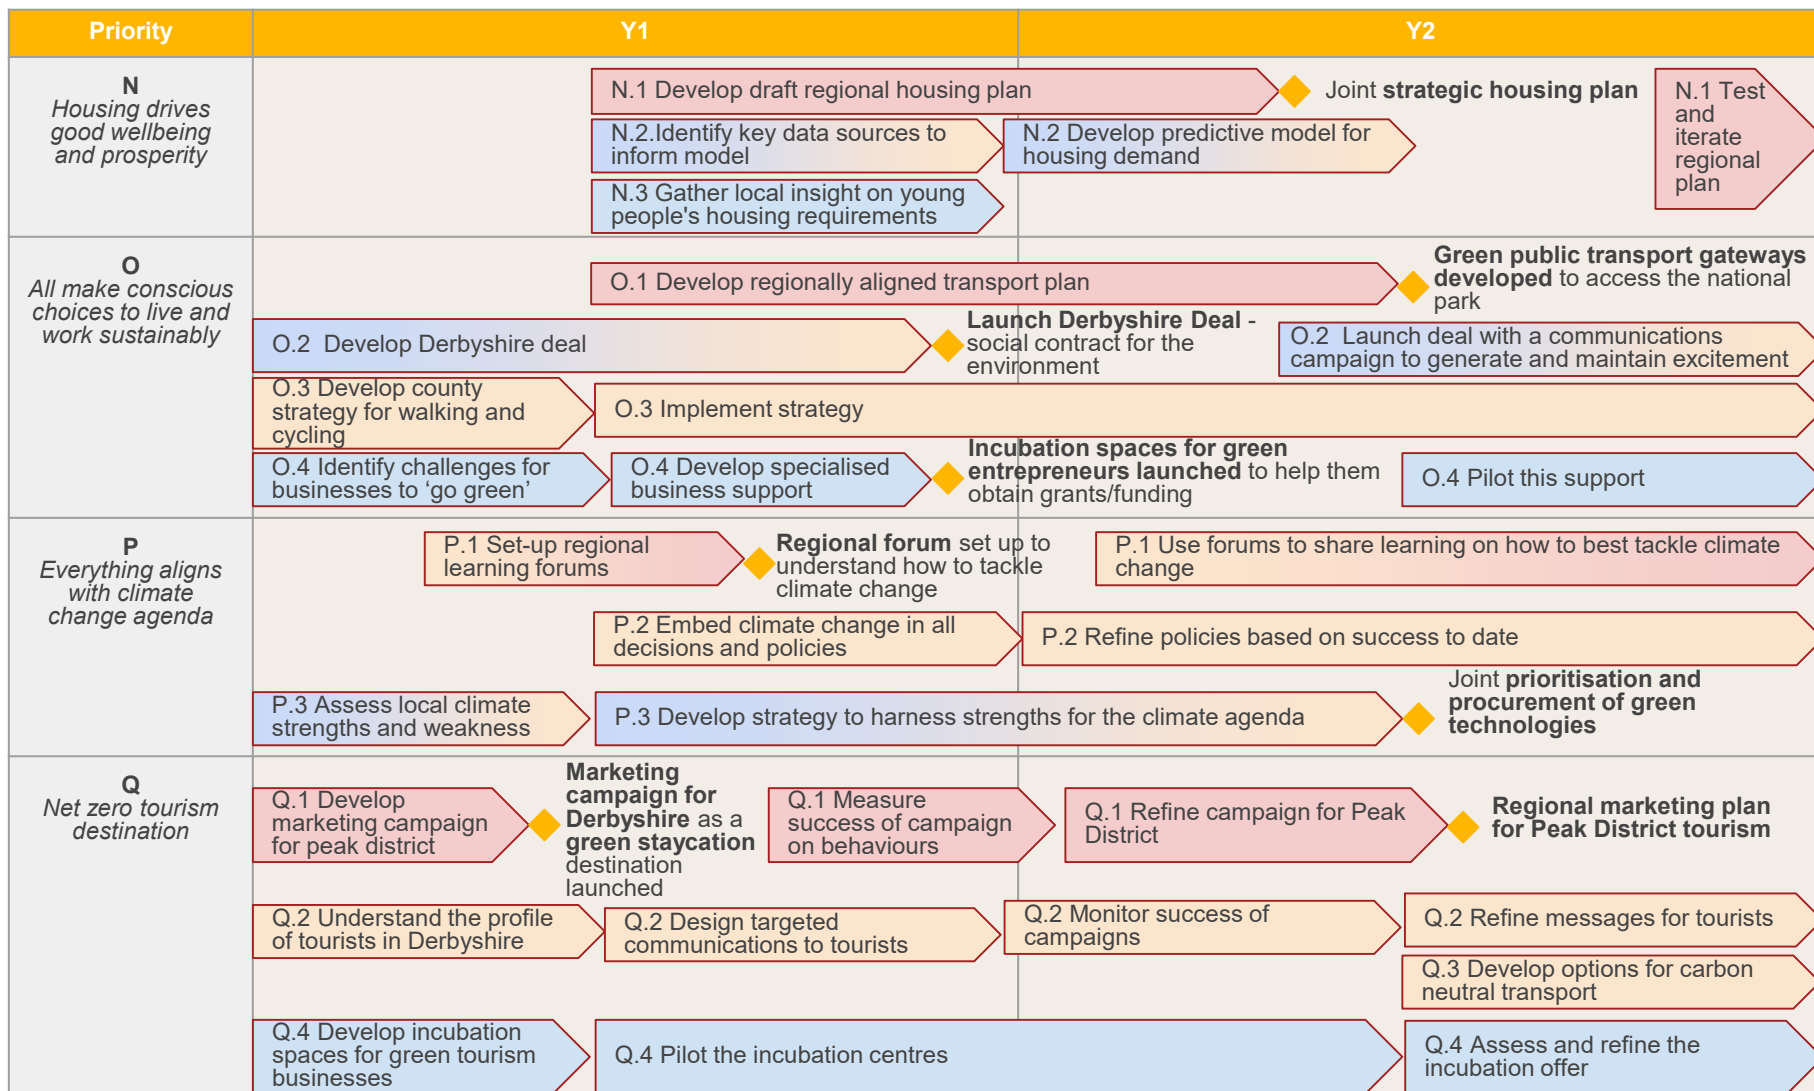 Priority
Y1
Y2
N
Housing drives
good wellbeing
and prosperity
N.1 Develop draft regional housing plan
Joint strategic housing plan
N.1 Test
and
iterate
regional
plan
N.2.Identify key data sources to
inform model
N.2 Develop predictive model for
housing demand
N.3 Gather local insight on young
people's housing requirements
O
All make conscious
choices to live and
work sustainably
O.1 Develop regionally aligned transport plan
Green public transport gateways
developed to access the national
park
O.2 Develop Derbyshire deal
Launch Derbyshire Deal -
social contract for the
environment
O.2 Launch deal with a communications
campaign to generate and maintain excitement
O.3 Develop county
strategy for walking and
cycling
O.3 Implement strategy
O.4 Identify challenges for
businesses to ‘go green’
O.4 Develop specialised
business support
Incubation spaces for green
entrepreneurs launched to help them
obtain grants/funding
O.4 Pilot this support
P
Everything aligns
with climate
change agenda
P.1 Set-up regional
learning forums
Regional forum set up to
understand how to tackle
climate change
P.1 Use forums to share learning on how to best tackle climate
change
P.2 Embed climate change in all
decisions and policies
P.2 Refine policies based on success to date
P.3 Assess local climate
strengths and weakness
P.3 Develop strategy to harness strengths for the climate agenda
Joint prioritisation and
procurement of green
technologies
Q
Net zero tourism
destination
Q.1 Develop
marketing campaign
for peak district
Marketing
campaign for
Derbyshire as a
green staycation
destination
launched
Q.1 Measure
success of campaign
on behaviours
Q.1 Refine campaign for Peak
District
Regional marketing plan
for Peak District tourism
Q.2 Understand the profile
of tourists in Derbyshire
Q.2 Design targeted
communications to tourists
Q.2 Monitor success of
campaigns
Q.2 Refine messages for tourists
Q.3 Develop options for carbon
neutral transport
Q.4 Develop incubation
spaces for green tourism
businesses
Q.4 Pilot the incubation centres
Q.4 Assess and refine the
incubation offer